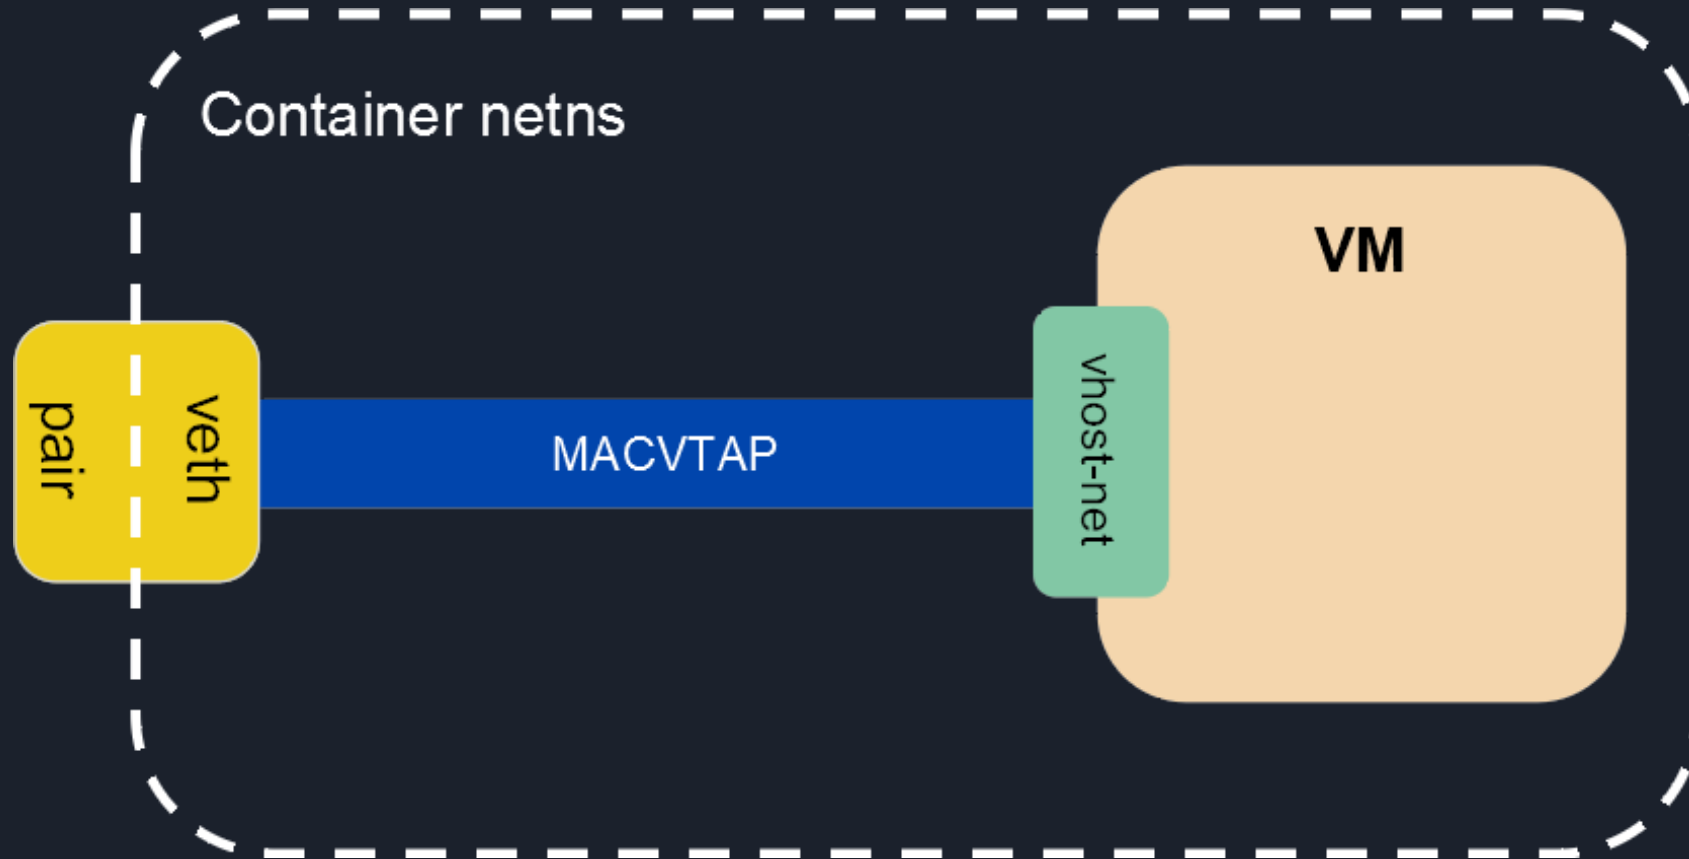 Container netns
VM
veth
pair
MACVTAP
vhost-net